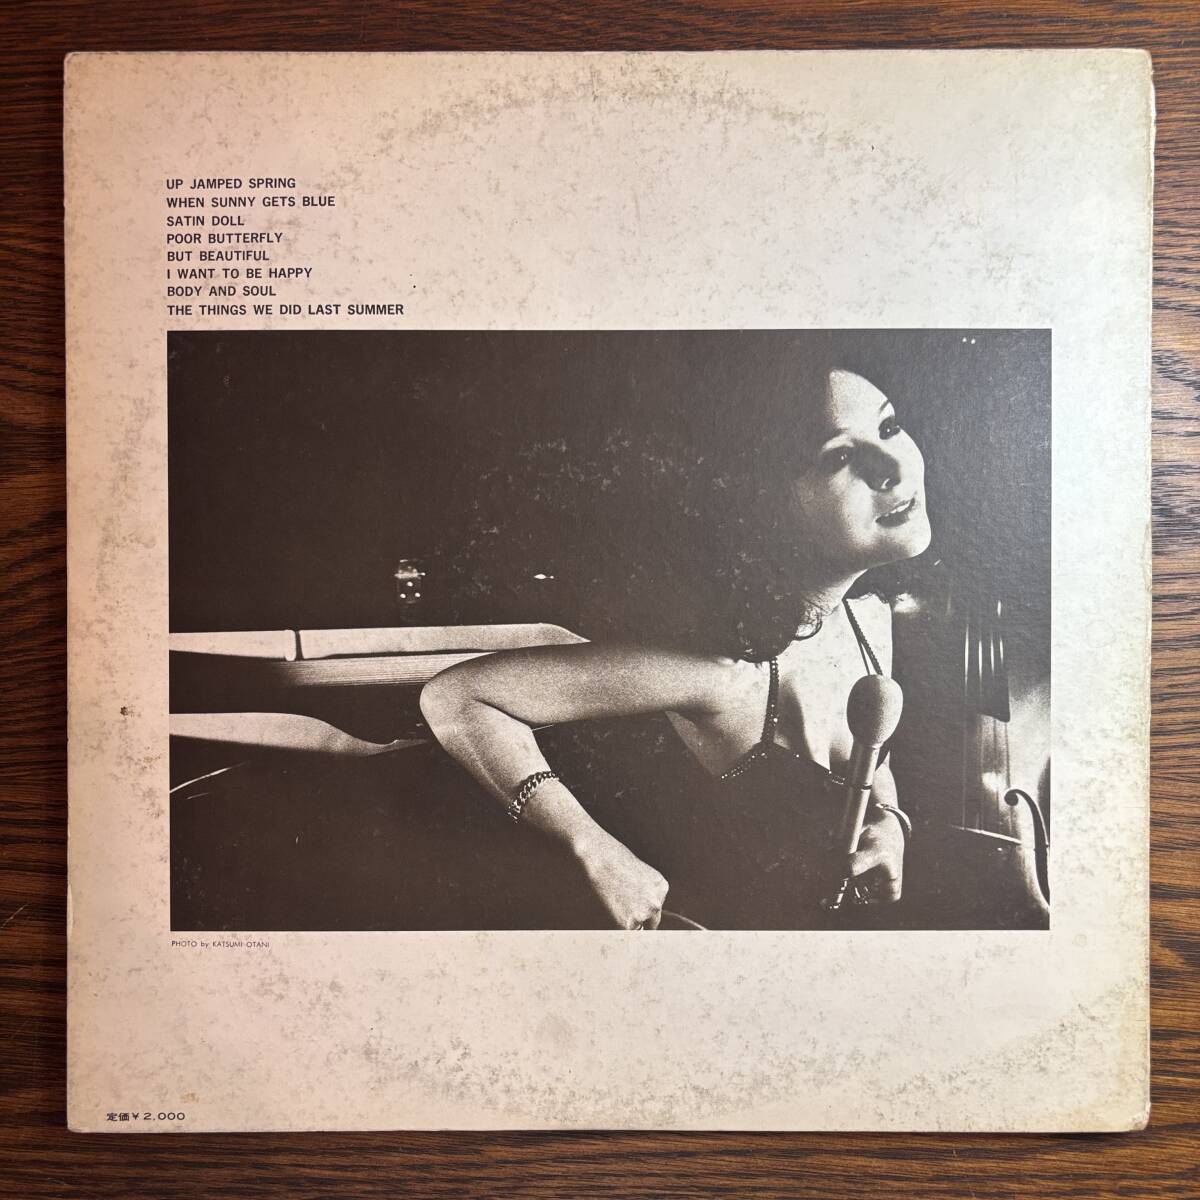 UP JAMPED SPRING
WHEN SUNNY GETS BLUE
SATIN DOLL
POOR BUTTERFLY
BUT BEAUTIFUL
I WANT TO BE HAPPY
BODY AND SOUL
THE THINGS WE DID LAST SUMMER
PHOTO by KATSUMI OTANI
定価¥2,000